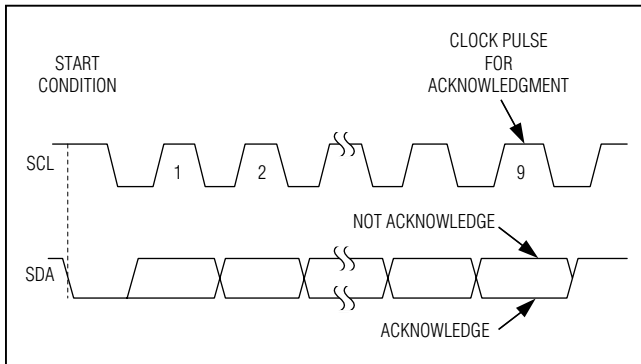 START
CONDITION
CLOCK PULSE
FOR
ACKNOWLEDGMENT
SCL
1
2
9
NOT ACKNOWLEDGE
SDA
ACKNOWLEDGE